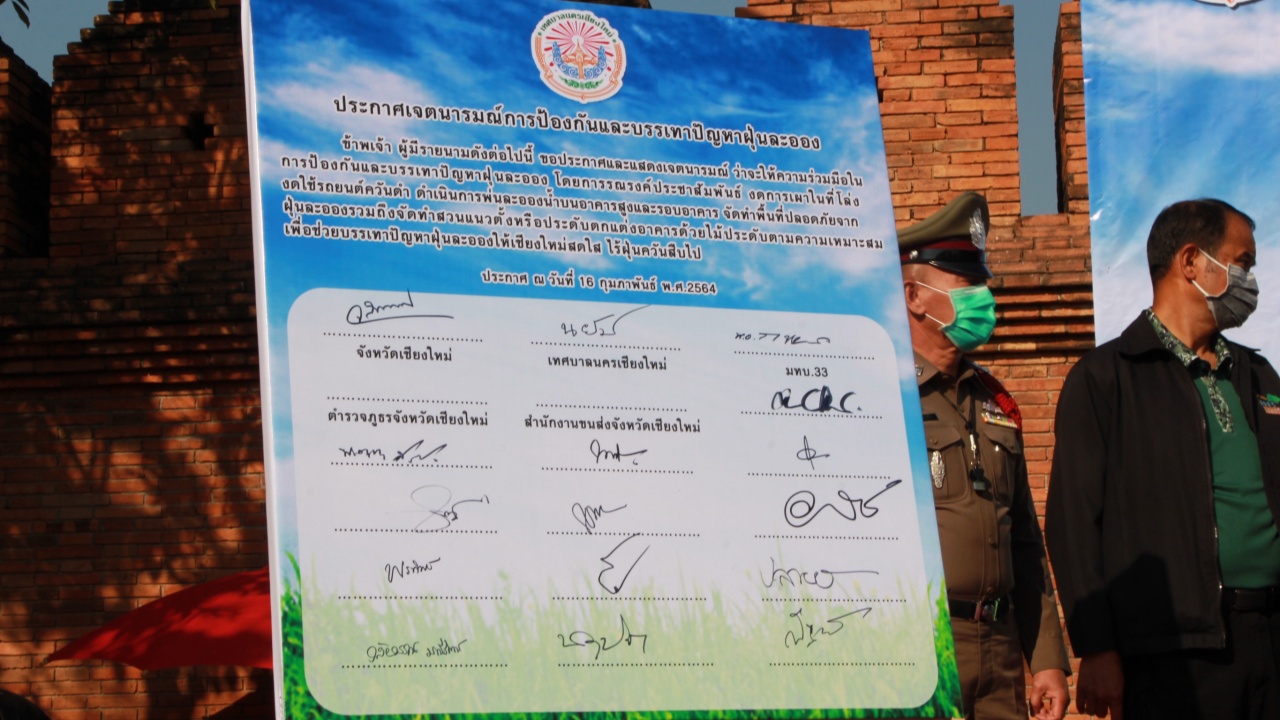 เทศบาลนครเชียงใหม่
ประกาศเจตนารมณ์การป้องกันและบรรเทาปัญหาฝุ่นละออง
ข้าพเจ้า ผู้มีรายนามดังต่อไปนี้ ขอประกาศและแสดงเจตนารมณ์ ว่าจะให้ความร่วมมือใน
การป้องกันและบรรเทาปัญหาฝุ่นละออง โดยการรณรงค์ประชาสัมพันธ์ งดการเผาในที่โล่ง
งดใช้รถยนต์ควันดำ ดำเนินการพ่นละอองน้ำบนอาคารสูงและรอบอาคาร จัดทำพื้นที่ปลอดภัยจาก
ฝุ่นละอองรวมถึงจัดทำสวนแนวตั้งหรือประดับตกแต่งอาคารด้วยไม้ประดับตามความเหมาะสม
เพื่อช่วยบรรเทาปัญหาฝุ่นละอองให้เชียงใหม่สดใส ไร้ฝุ่นควันสืบไป
ประกาศ ณ วันที่ 16 กุมภาพันธ์ พ.ศ.2564
จังหวัดเชียงใหม่ เทศบาลนครเชียงใหม่ มทบ.33
ตำรวจภูธรจังหวัดเชียงใหม่ สำนักงานขนส่งจังหวัดเชียงใหม่